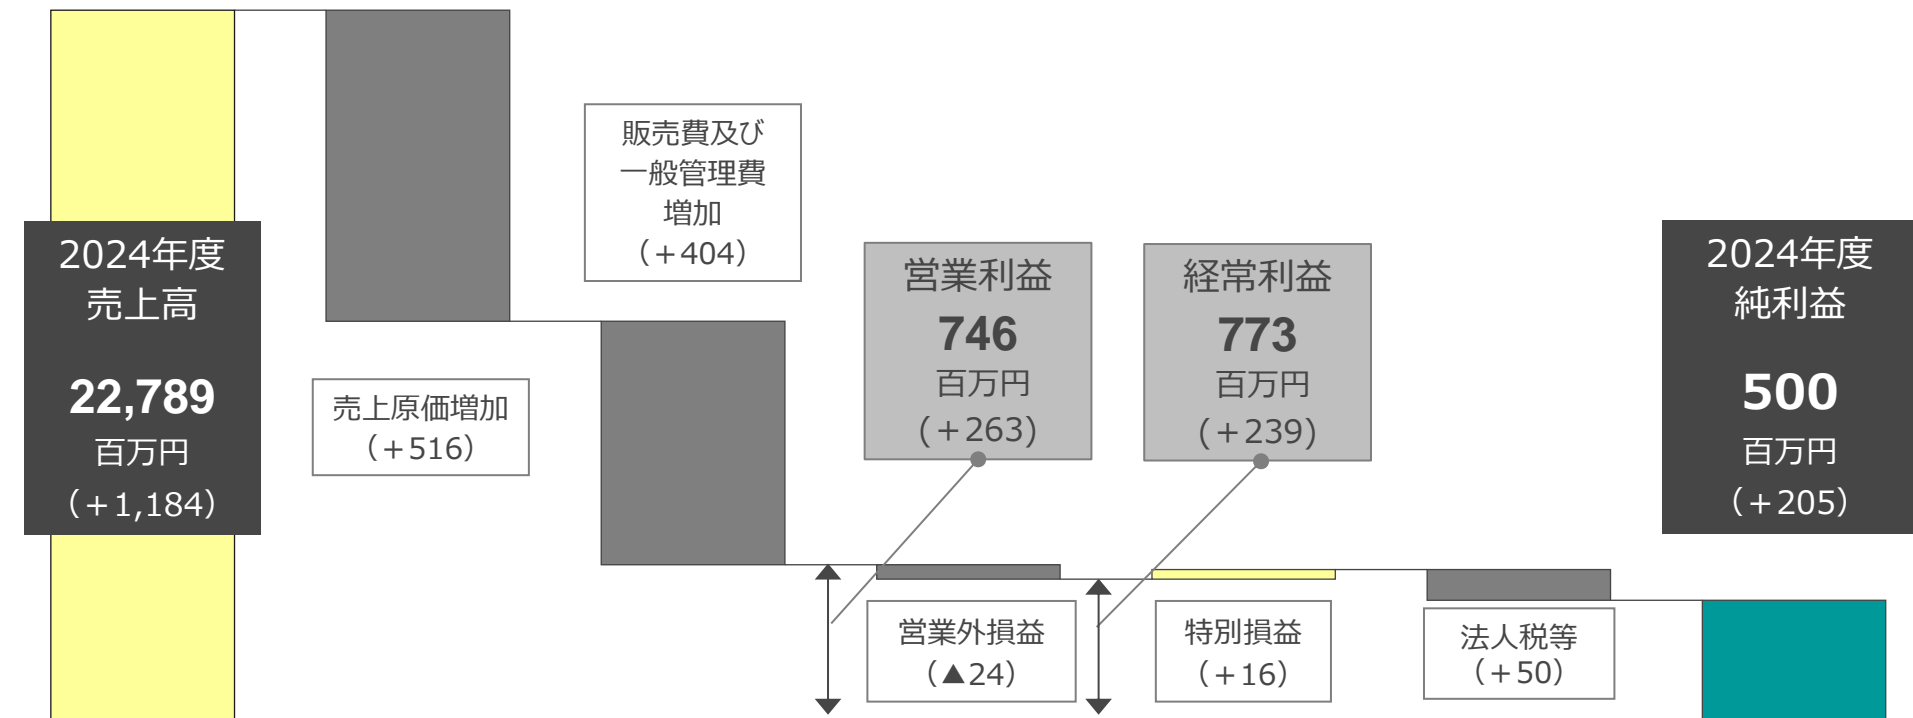 2024年度
売上高
22,789
百万円
（＋1,184）
売上原価増加
（＋516）
販売費及び
一般管理費
増加
（＋404）
営業利益
746
百万円
（＋263）
営業外損益
（▲24）
経常利益
773
百万円
（＋239）
特別損益
（＋16）
法人税等
（＋50）
2024年度
純利益
500
百万円
（＋205）